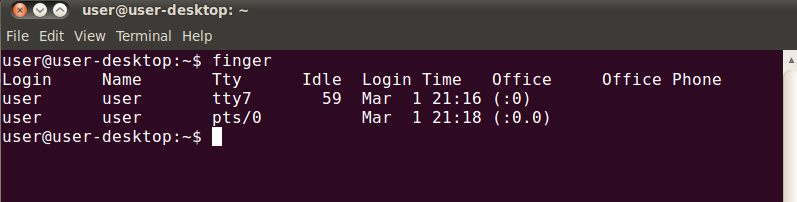 user@user-desktop: ~
File Edit View Terminal Help
user@user-desktop:~$ finger
Login     Name       Tty      Idle  Login Time   Office     Office Phone
user      user       tty7       59  Mar  1 21:16 (:0)
user      user       pts/0          Mar  1 21:18 (:0.0)
user@user-desktop:~$